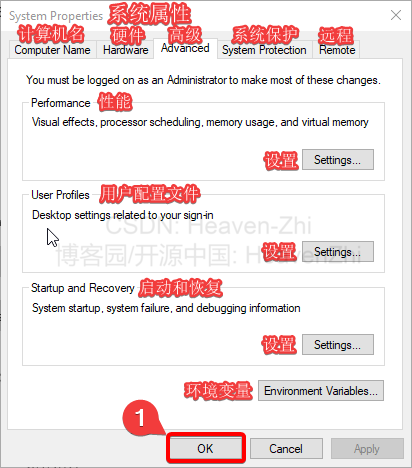 System Properties 系统属性
计算机名 硬件 高级 系统保护 远程
Computer Name Hardware Advanced System Protection Remote
You must be logged on as an Administrator to make most of these changes.
Performance 性能
Visual effects, processor scheduling, memory usage, and virtual memory
设置 Settings...
User Profiles 用户配置文件
Desktop settings related to your sign-in
CSDN: Heaven-Zhi
设置 Settings...
博客园/开源中国: HeavenZhi
Startup and Recovery 启动和恢复
System startup, system failure, and debugging information
设置 Settings...
环境变量 Environment Variables...
1
OK Cancel Apply